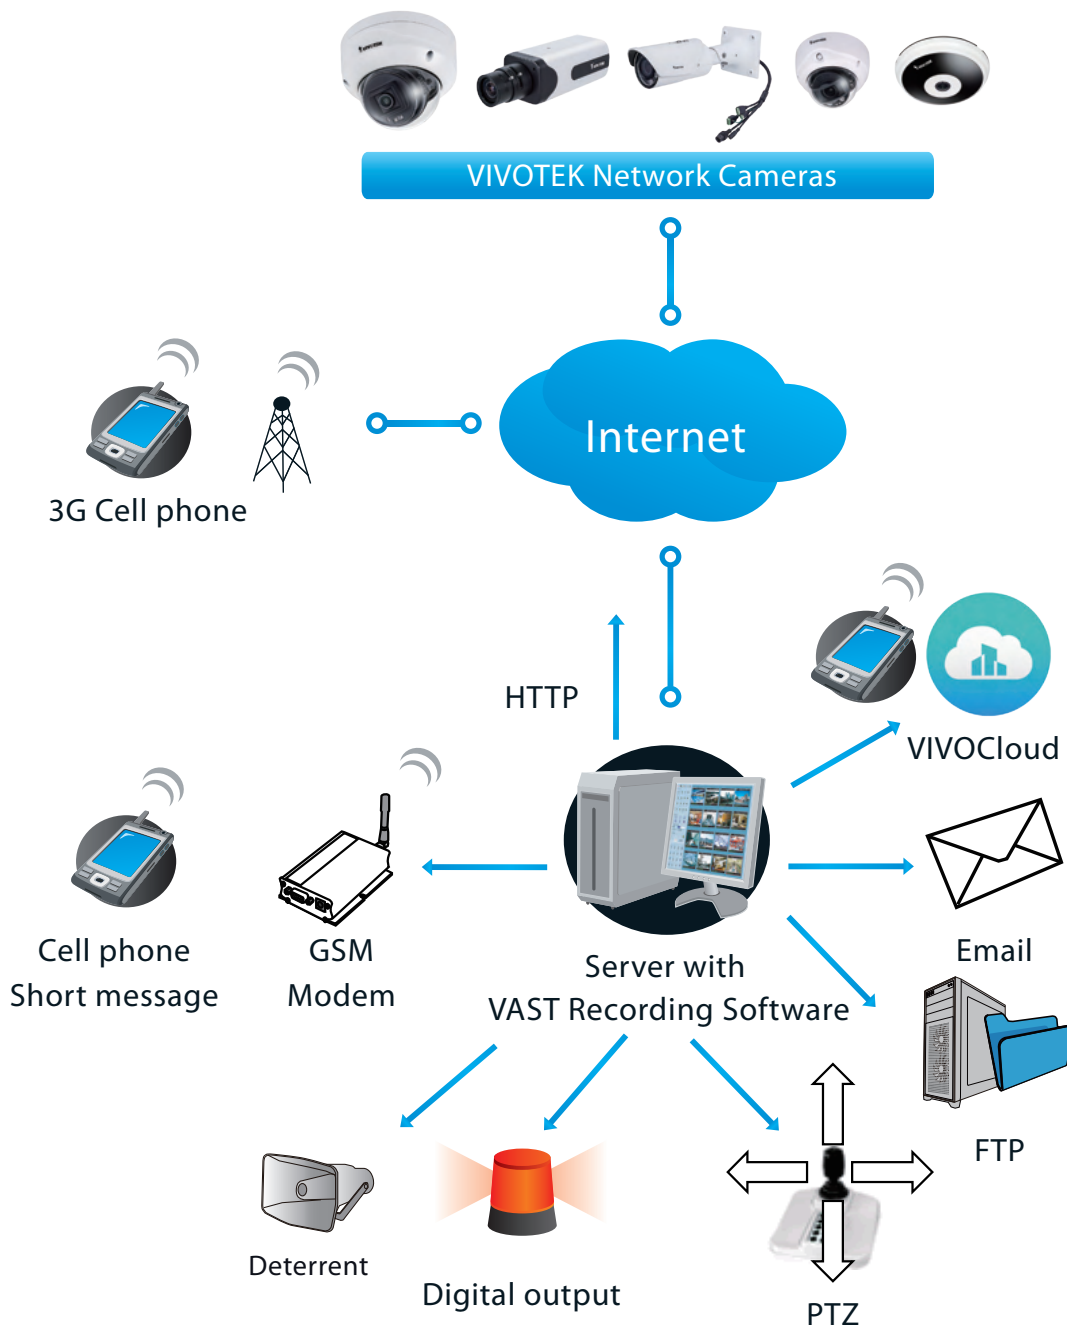 VIVOTEK Network Cameras
Internet
3G Cell phone
HTTP
VIVOCloud
Cell phone
Short message
GSM
Modem
Server with
VAST Recording Software
Email
FTP
Deterrent
Digital output
PTZ